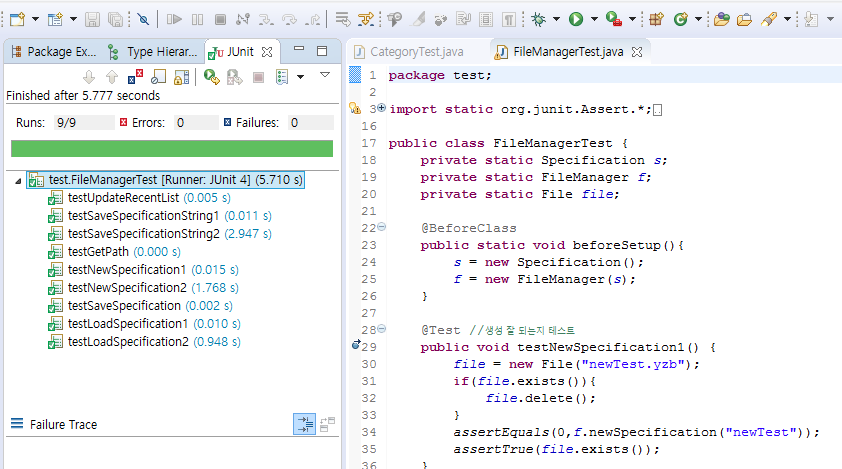 Package Ex...
Type Hierar...
JUnit
Finished after 5.777 seconds
Runs: 9/9 Errors: 0 Failures: 0
test.FileManagerTest [Runner: JUnit 4] (5.710 s)
testUpdateRecentList (0.005 s)
testSaveSpecificationString1 (0.011 s)
testSaveSpecificationString2 (2.947 s)
testGetPath (0.000 s)
testNewSpecification1 (0.015 s)
testNewSpecification2 (1.768 s)
testSaveSpecification (0.002 s)
testLoadSpecification1 (0.010 s)
testLoadSpecification2 (0.948 s)
Failure Trace
CategoryTest.java
FileManagerTest.java
1 package test;
2
3 import static org.junit.Assert.*;
16
17 public class FileManagerTest {
18 private static Specification s;
19 private static FileManager f;
20 private static File file;
21
22 @BeforeClass
23 public static void beforeSetup(){
24 s = new Specification();
25 f = new FileManager(s);
26 }
27
28 @Test //생성 잘 되는지 테스트
29 public void testNewSpecification1() {
30 file = new File("newTest.yzb");
31 if(file.exists()){
32 file.delete();
33 }
34 assertEquals(0,f.newSpecification("newTest"));
35 assertTrue(file.exists());
36 }